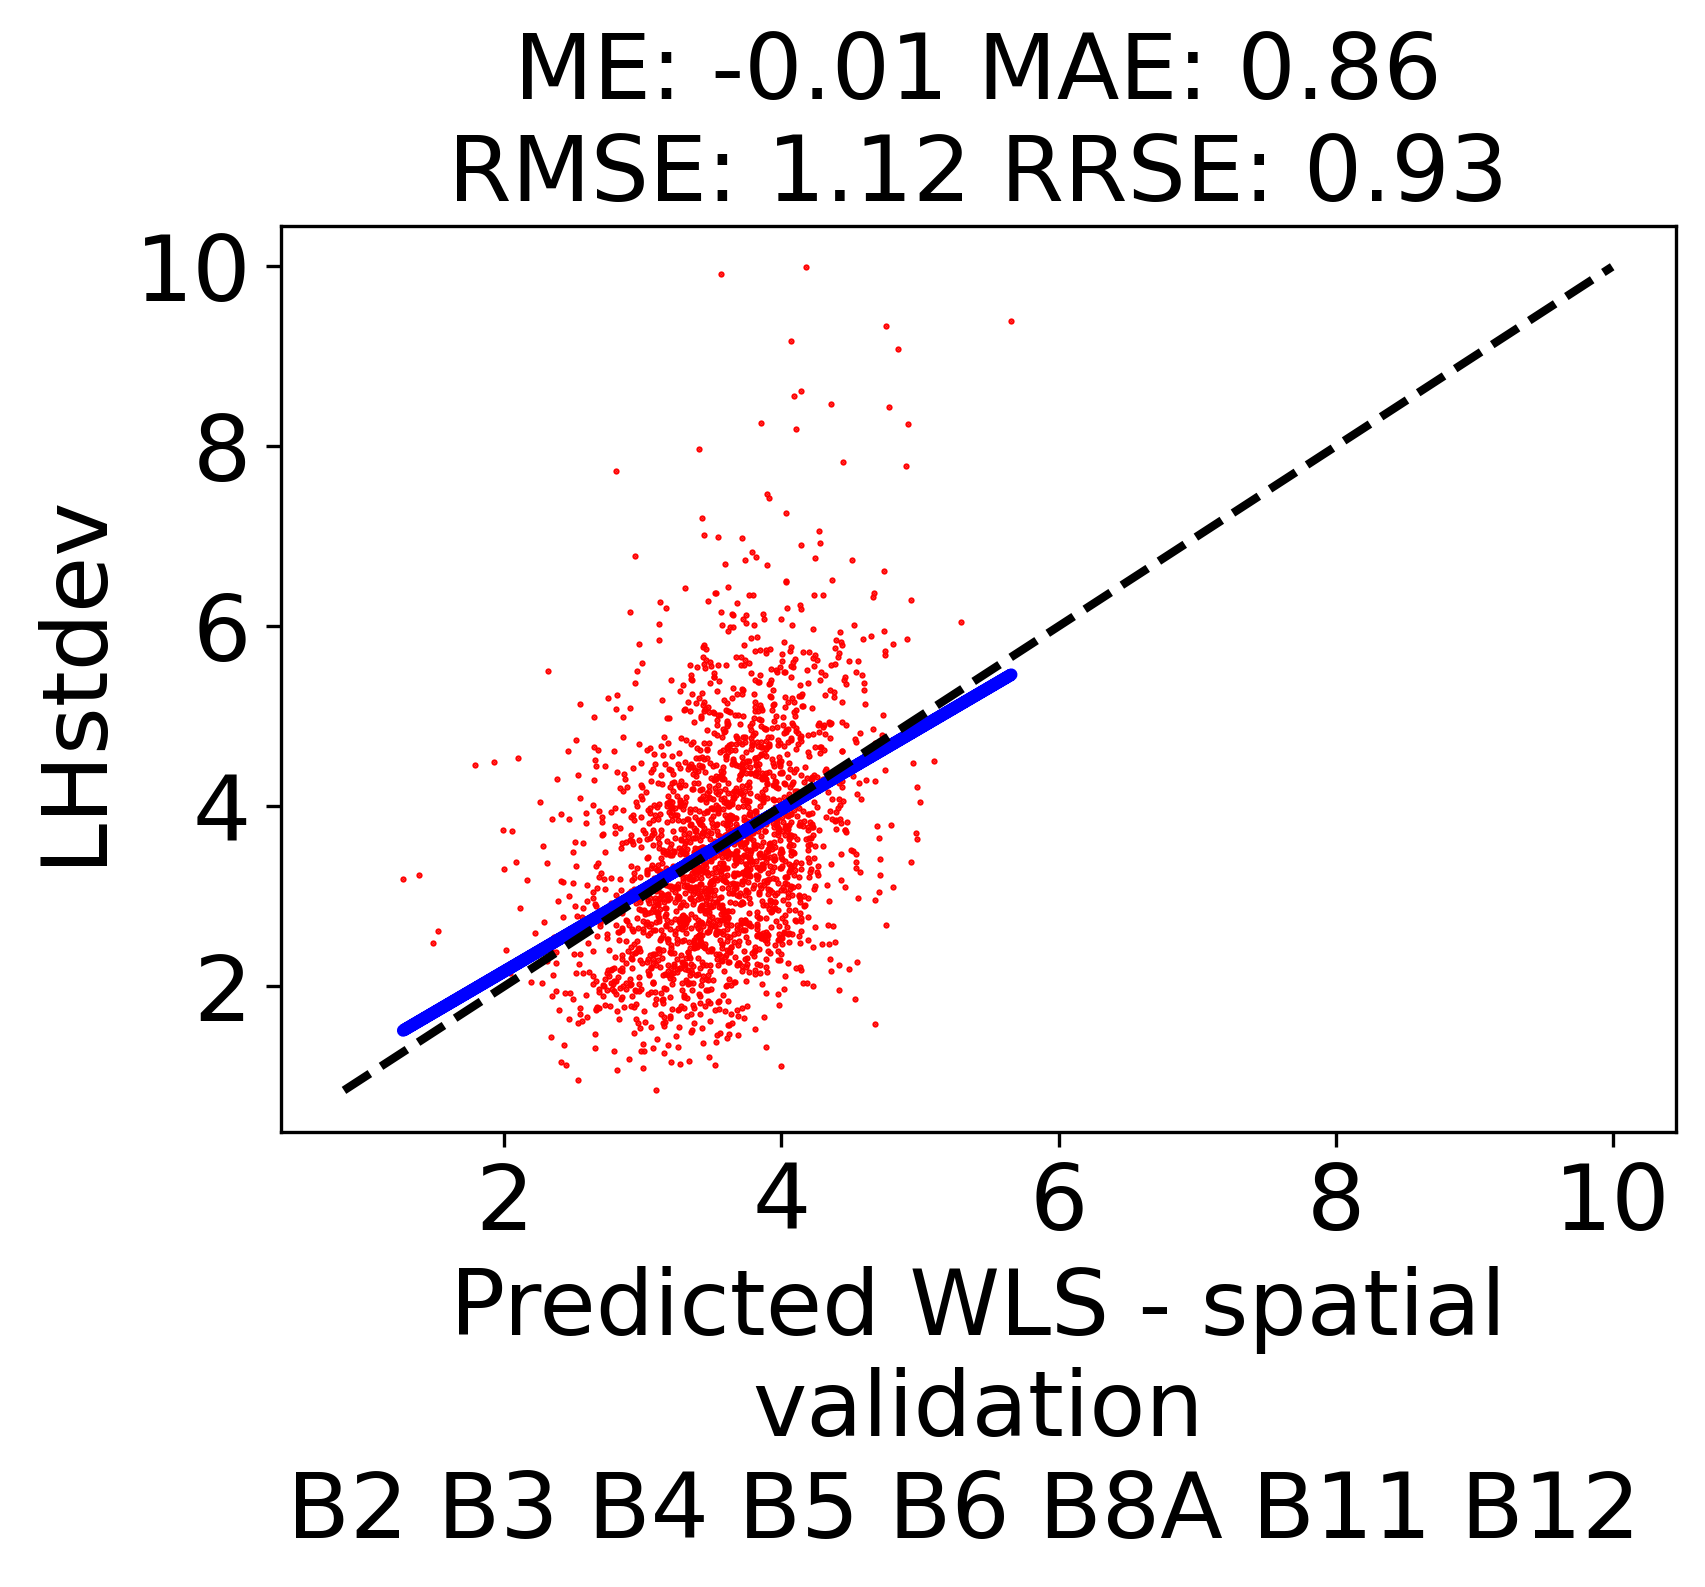 ME: -0.01 MAE: 0.86
RMSE: 1.12 RRSE: 0.93
10
8
6
4
2
LHstdev
2 4 6 8 10
Predicted WLS - spatial
validation
B2 B3 B4 B5 B6 B8A B11 B12